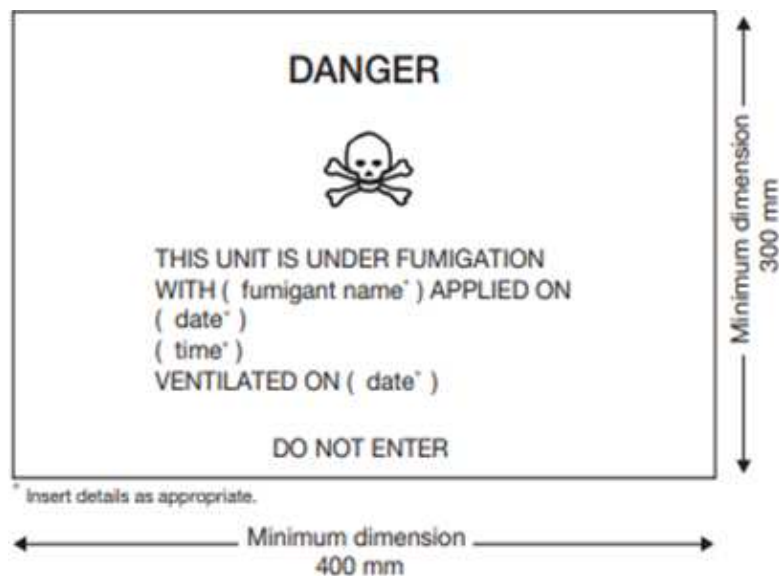 DANGER
THIS UNIT IS UNDER FUMIGATION
WITH ( fumigant name* ) APPLIED ON
( date* )
( time* )
VENTILATED ON ( date* )
DO NOT ENTER
* Insert details as appropriate.
Minimum dimension
400 mm
Minimum dimension
300 mm